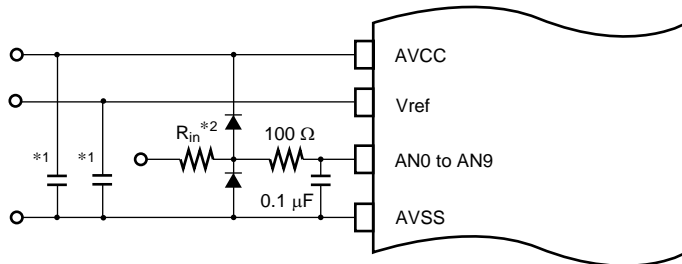 AVCC
Vref
Rin*2
100 Ω
*1
*1
AN0 to AN9
0.1 µF
AVSS